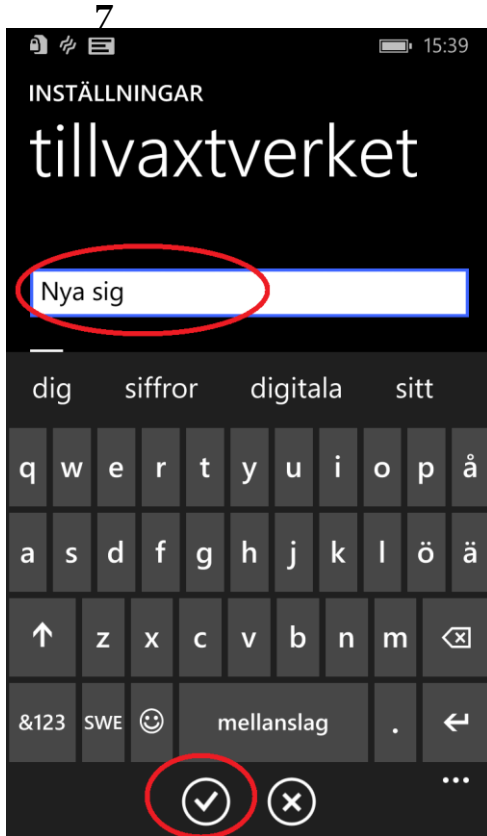 7
15:39
INSTÄLLNINGAR
tillvaxtverket
Nya sig
dig siffror digitala sitt
q w e r t y u i o p å
a s d f g h j k l ö ä
z x c v b n m
&123 SWE mellanslag .